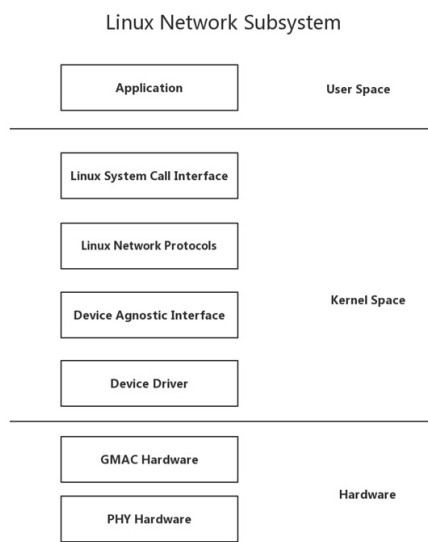 Linux Network Subsystem
Application
User Space
Linux System Call Interface
Linux Network Protocols
Device Agnostic Interface
Kernel Space
Device Driver
GMAC Hardware
Hardware
PHY Hardware